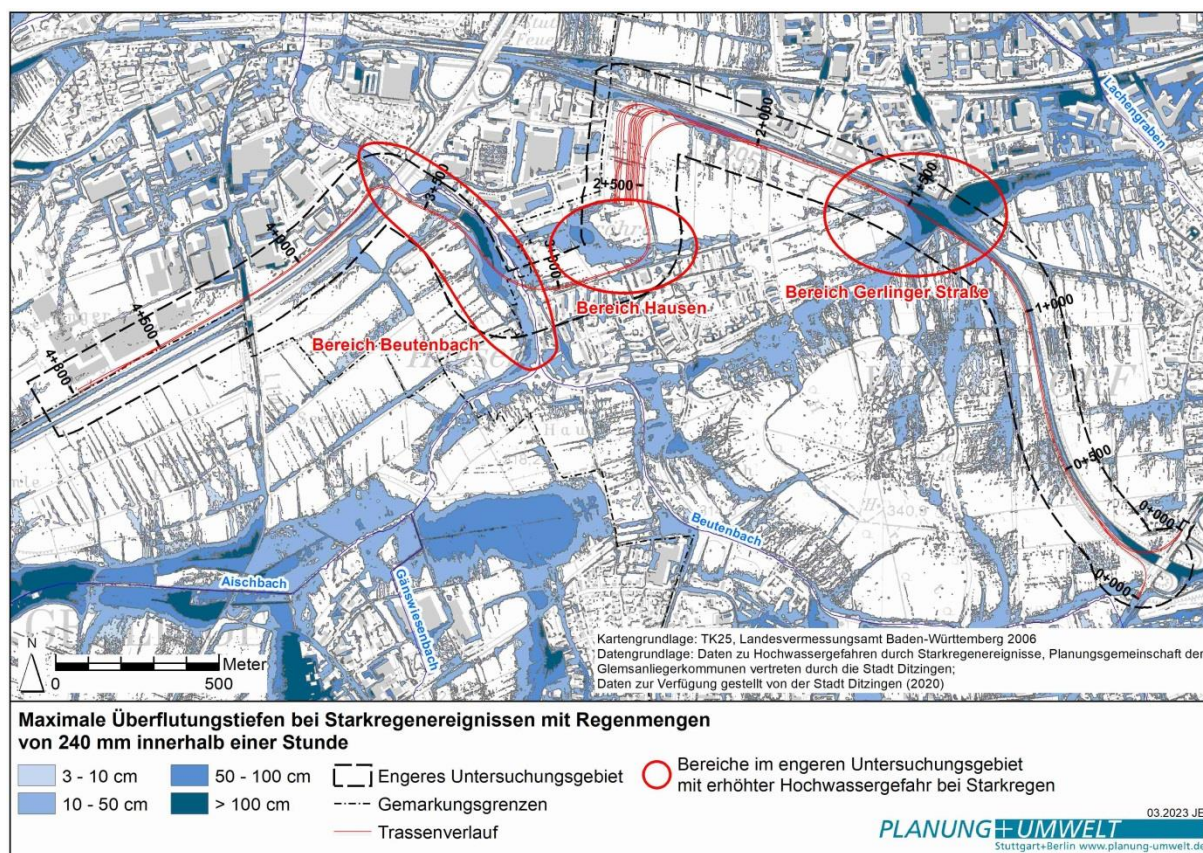 Lachengraben
2+000
2+500
1+500
3+500
3+000
4+000
Bereich Gerlinger Straße
Bereich Hausen
1+000
Bereich Beutenbach
4+500
4+800
0+500
340,9
Beutenbach
0+000
Aischbach
Gänswiesenbach
0+000
Kartengrundlage: TK25, Landesvermessungsamt Baden-Württemberg 2006
Datengrundlage: Daten zu Hochwassergefahren durch Starkregenereignisse, Planungsgemeinschaft der
Glemsanliegerkommunen vertreten durch die Stadt Ditzingen;
Daten zur Verfügung gestellt von der Stadt Ditzingen (2020)
N
Meter
0 500
Maximale Überflutungstiefen bei Starkregenereignissen mit Regenmengen
von 240 mm innerhalb einer Stunde
3 - 10 cm
10 - 50 cm
50 - 100 cm
> 100 cm
Engeres Untersuchungsgebiet
Gemarkungsgrenzen
Trassenverlauf
Bereiche im engeren Untersuchungsgebiet
mit erhöhter Hochwassergefahr bei Starkregen
03.2023 JE
PLANUNG+UMWELT
Stuttgart+Berlin www.planung-umwelt.de